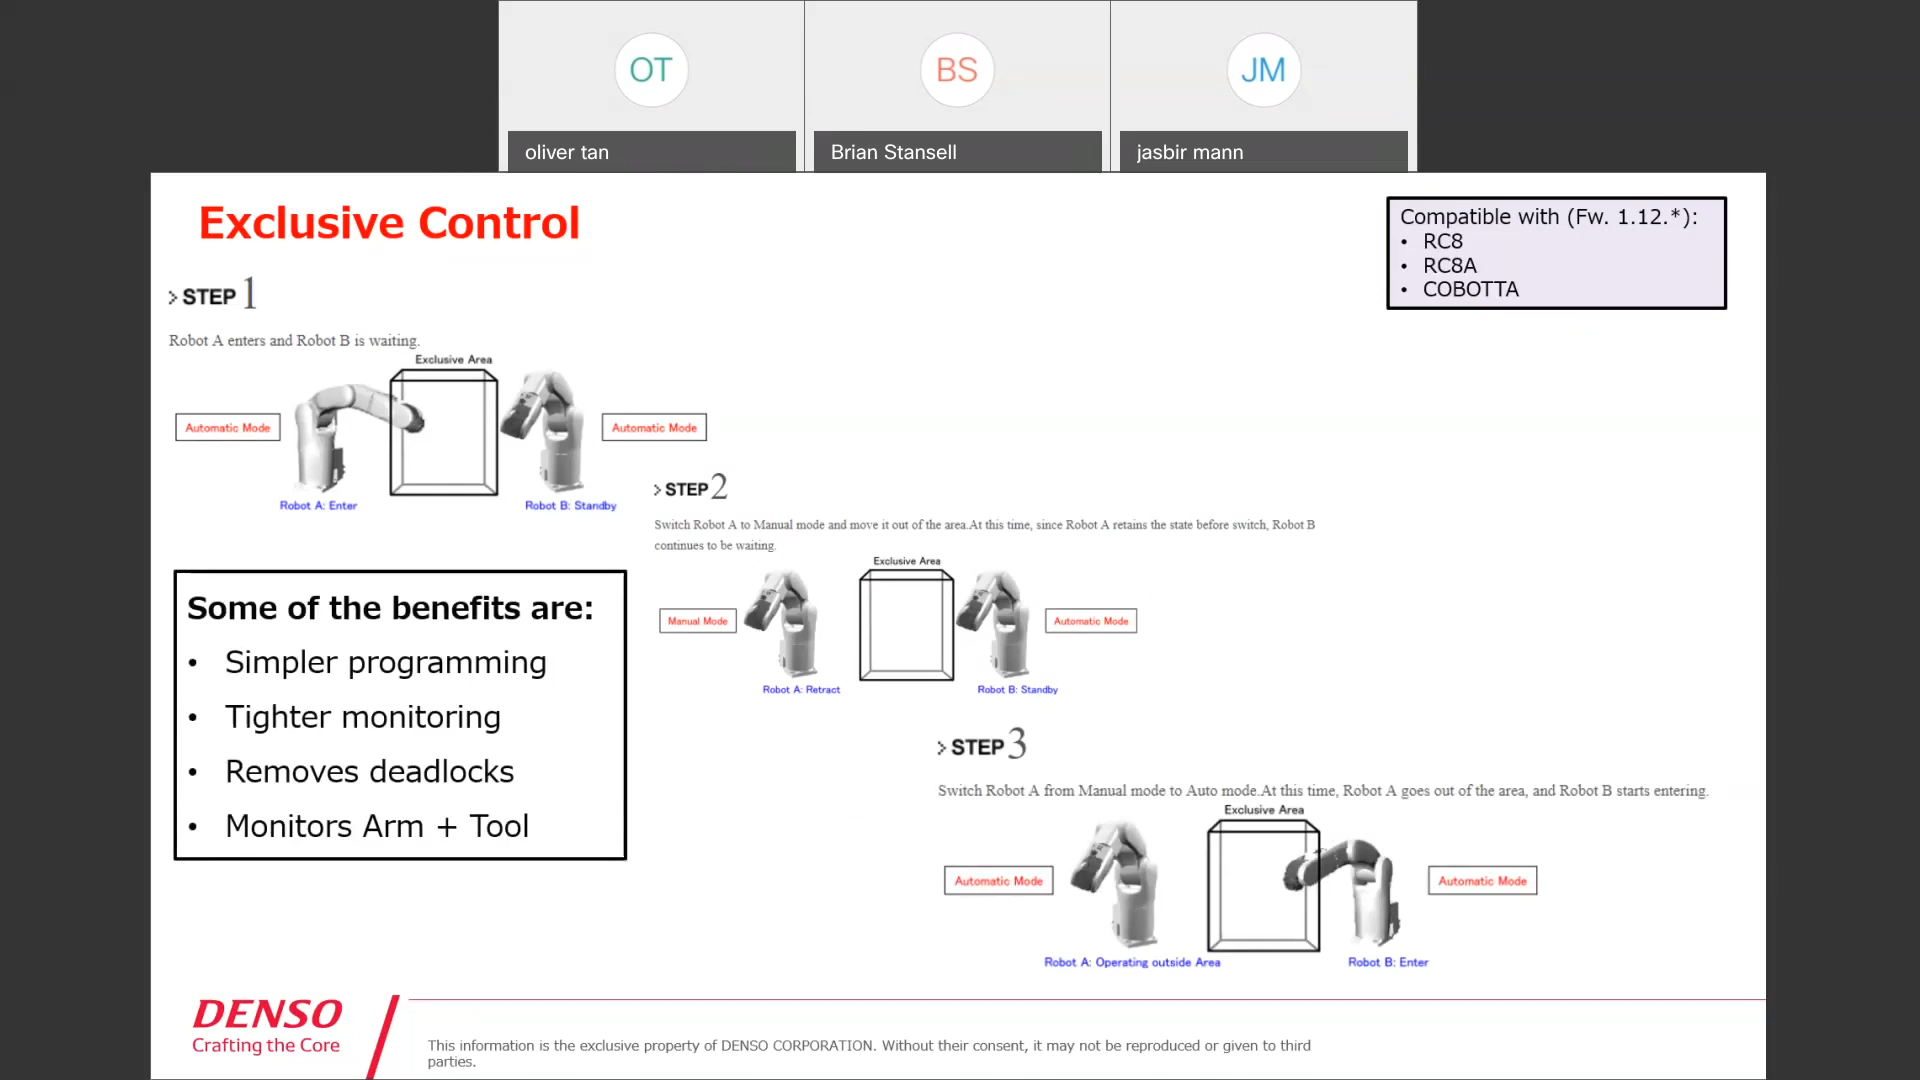 OT
BS
JM
oliver tan
Brian Stansell
jasbir mann
Exclusive Control
Compatible with (Fw. 1.12.*):
• RC8
• RC8A
• COBOTTA
> STEP 1
Robot A enters and Robot B is waiting.
Exclusive Area
Automatic Mode
Automatic Mode
Robot A: Enter
Robot B: Standby
> STEP 2
Switch Robot A to Manual mode and move it out of the area.At this time, since Robot A retains the state before switch, Robot B
continues to be waiting.
Exclusive Area
Manual Mode
Automatic Mode
Robot A: Retract
Robot B: Standby
Some of the benefits are:
• Simpler programming
• Tighter monitoring
• Removes deadlocks
• Monitors Arm + Tool
> STEP 3
Switch Robot A from Manual mode to Auto mode.At this time, Robot A goes out of the area, and Robot B starts entering.
Exclusive Area
Automatic Mode
Automatic Mode
Robot A: Operating outside Area
Robot B: Enter
DENSO
Crafting the Core
This information is the exclusive property of DENSO CORPORATION. Without their consent, it may not be reproduced or given to third
parties.